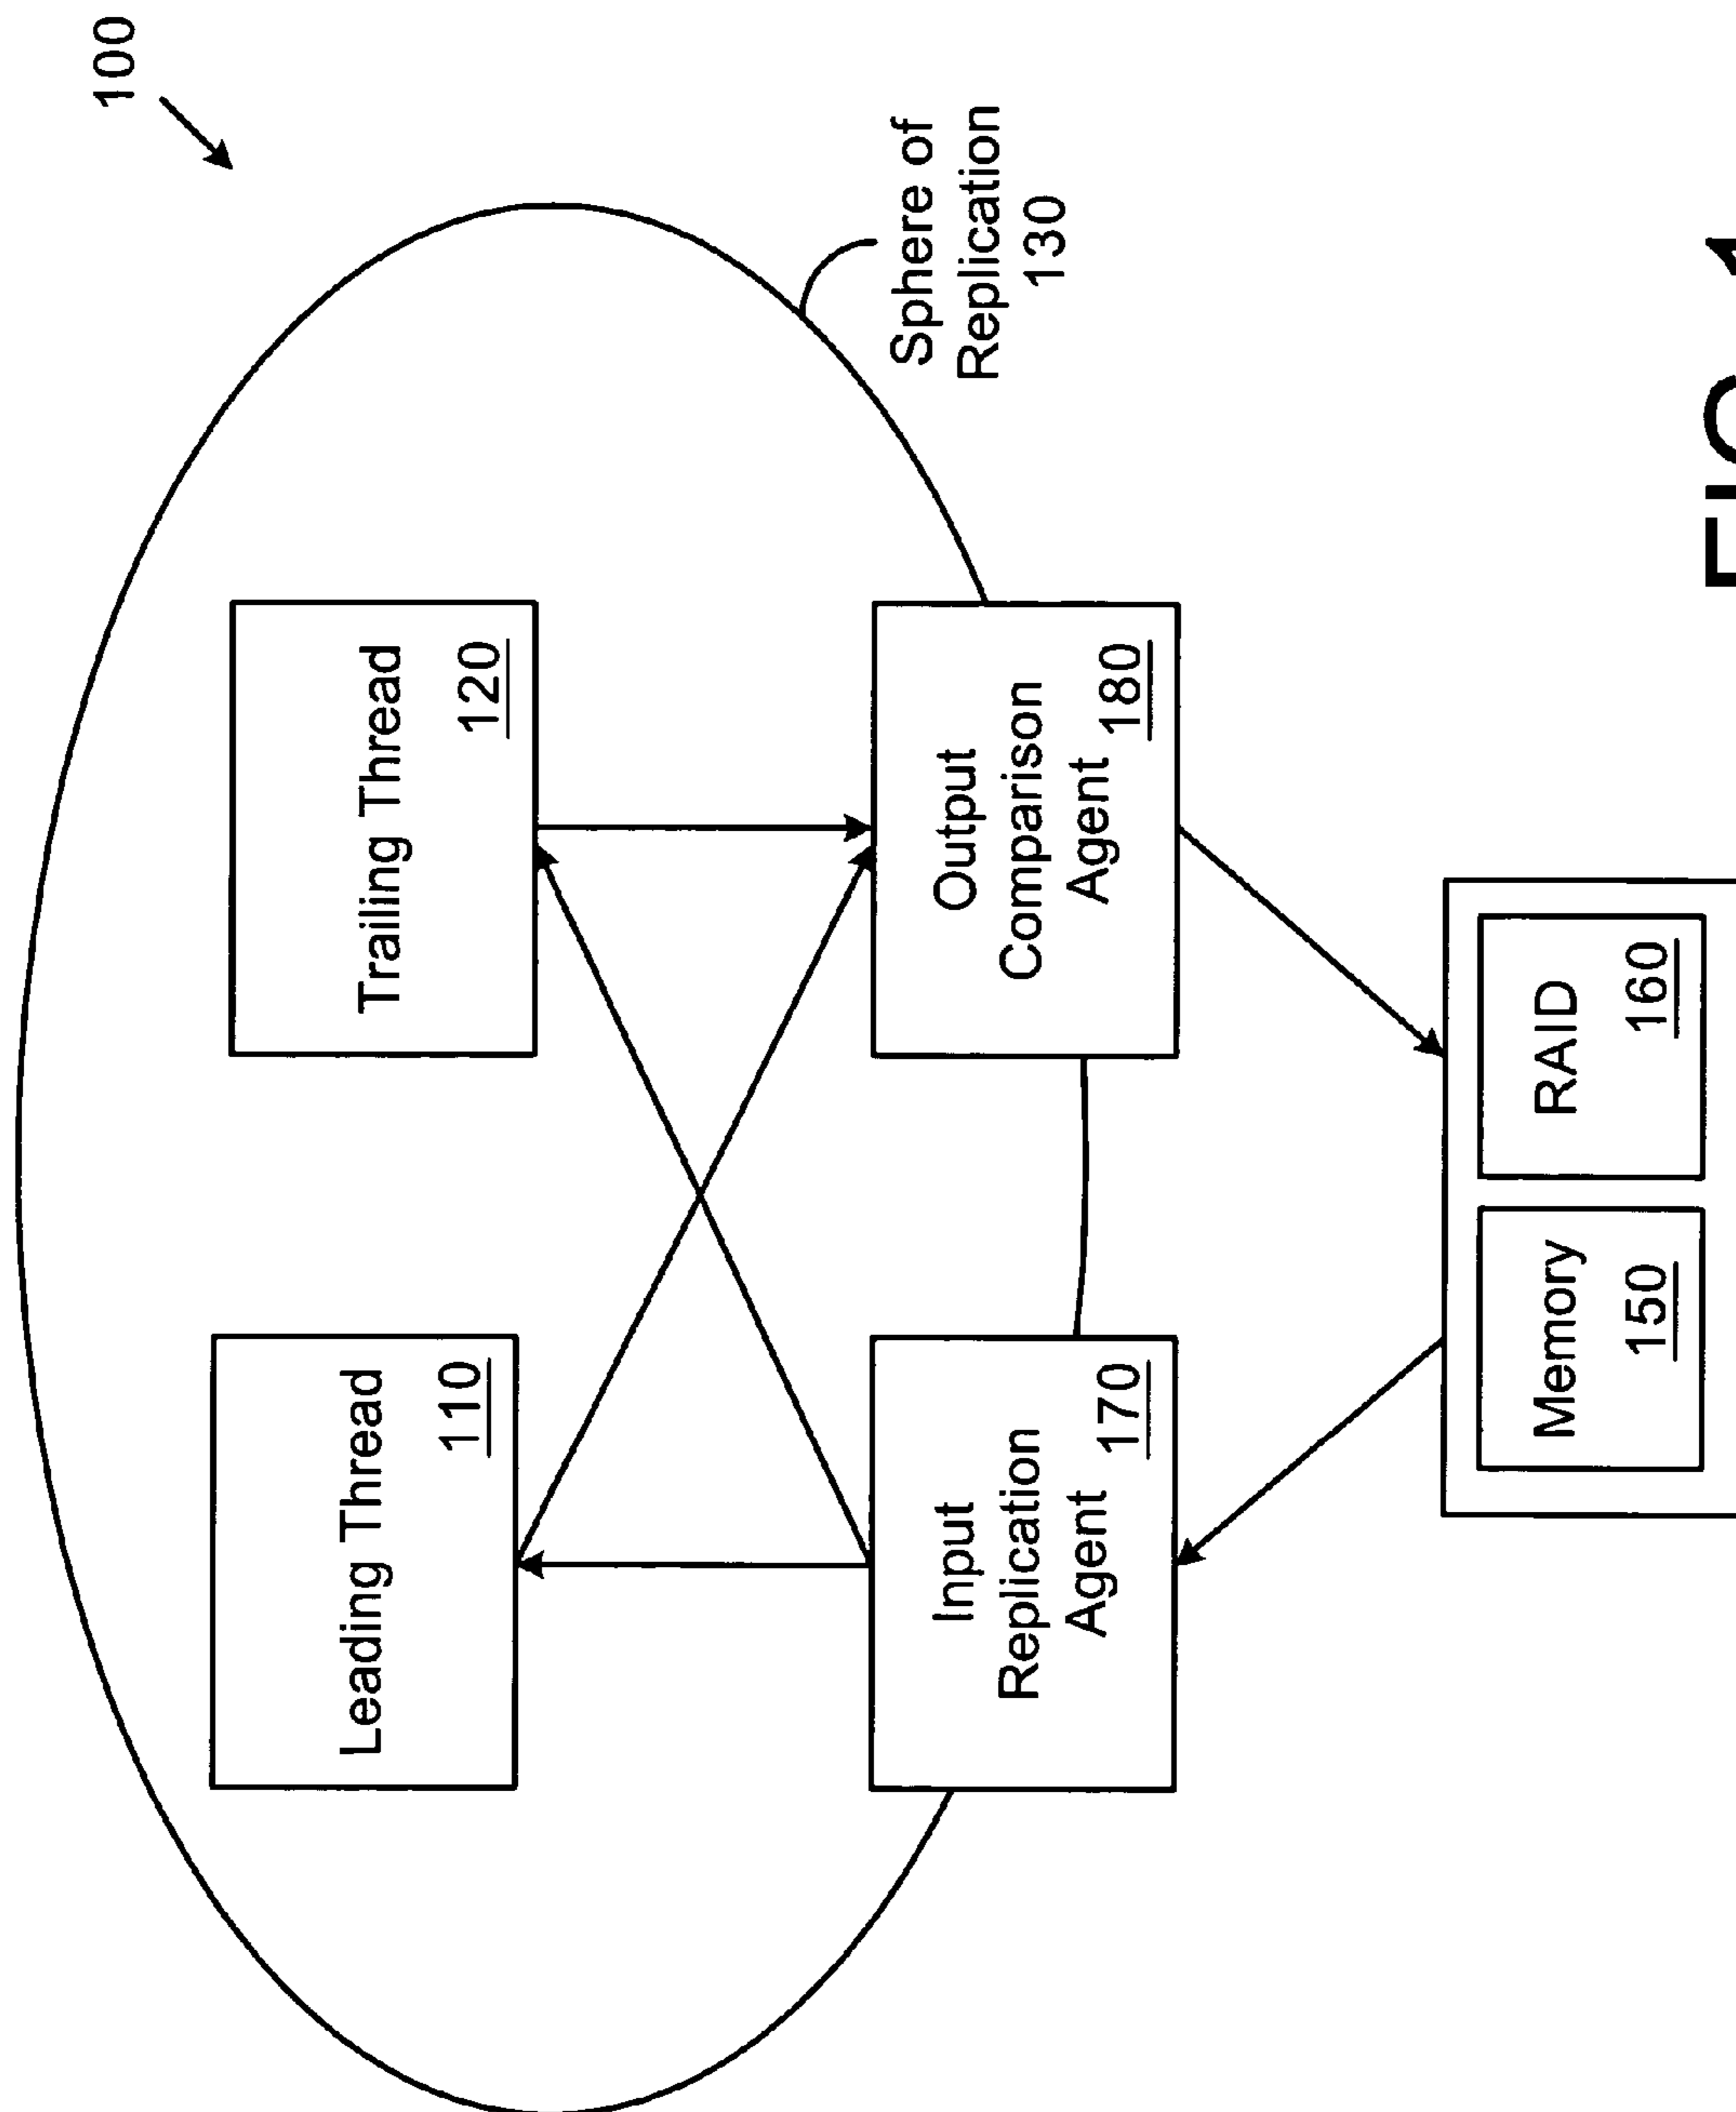 100
Leading Thread
110
Trailing Thread
120
Sphere of
Replication
130
Input
Replication
Agent 170
Output
Comparison
Agent 180
Memory
150
RAID
160